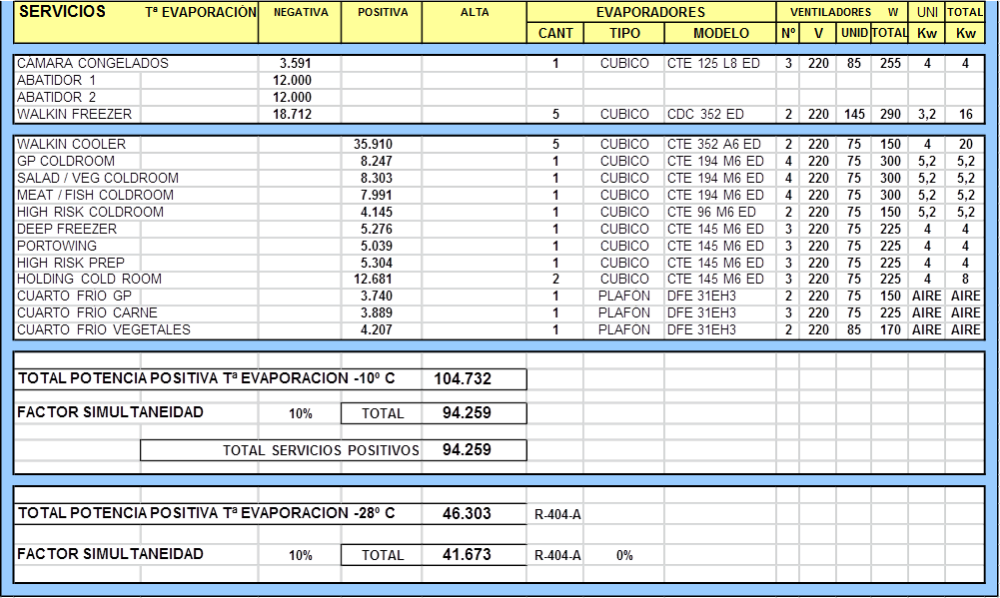 SERVICIOS Tª EVAPORACIÓN NEGATIVA POSITIVA ALTA EVAPORADORES VENTILADORES W UNI TOTAL
CANT TIPO MODELO Nº V UNID TOTAL Kw Kw
CAMARA CONGELADOS 3.591 1 CUBICO CTE 125 L8 ED 3 220 85 255 4 4
ABATIDOR 1 12.000
ABATIDOR 2 12.000
WALKIN FREEZER 18.712 5 CUBICO CDC 352 ED 2 220 145 290 3,2 16
WALKIN COOLER 35.910 5 CUBICO CTE 352 A6 ED 2 220 75 150 4 20
GP COLDROOM 8.247 1 CUBICO CTE 194 M6 ED 4 220 75 300 5,2 5,2
SALAD / VEG COLDROOM 8.303 1 CUBICO CTE 194 M6 ED 4 220 75 300 5,2 5,2
MEAT / FISH COLDROOM 7.991 1 CUBICO CTE 194 M6 ED 4 220 75 300 5,2 5,2
HIGH RISK COLDROOM 4.145 1 CUBICO CTE 96 M6 ED 2 220 75 150 5,2 5,2
DEEP FREEZER 5.276 1 CUBICO CTE 145 M6 ED 3 220 75 225 4 4
PORTOWING 5.039 1 CUBICO CTE 145 M6 ED 3 220 75 225 4 4
HIGH RISK PREP 5.304 1 CUBICO CTE 145 M6 ED 3 220 75 225 4 4
HOLDING COLD ROOM 12.681 2 CUBICO CTE 145 M6 ED 3 220 75 225 4 8
CUARTO FRIO GP 3.740 1 PLAFON DFE 31EH3 2 220 75 150 AIRE AIRE
CUARTO FRIO CARNE 3.889 1 PLAFON DFE 31EH3 3 220 75 225 AIRE AIRE
CUARTO FRIO VEGETALES 4.207 1 PLAFON DFE 31EH3 2 220 85 170 AIRE AIRE
TOTAL POTENCIA POSITIVA Tª EVAPORACION -10º C 104.732
FACTOR SIMULTANEIDAD 10% TOTAL 94.259
TOTAL SERVICIOS POSITIVOS 94.259
TOTAL POTENCIA POSITIVA Tª EVAPORACION -28º C 46.303 R-404-A
FACTOR SIMULTANEIDAD 10% TOTAL 41.673 R-404-A 0%